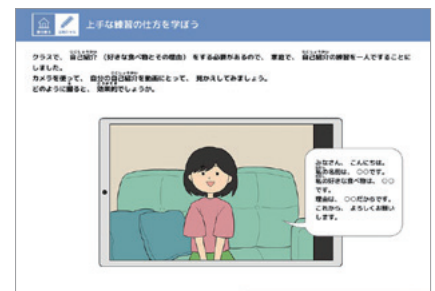 上手な練習の仕方を学ぼう
クラスで、自己紹介（好きな食べ物とその理由）をする必要があるので、家庭で、自己紹介の練習を一人ですることに
しました。
カメラを使って、自分の自己紹介を動画にとって、見かえしてみましょう。
どのように撮ると、効果的でしょうか。
みなさん、こんにちは。
私の名前は、○○です。
私の好きな食べ物は、○○
です。
理由は、○○だからです。
これから、よろしくお願い
します。